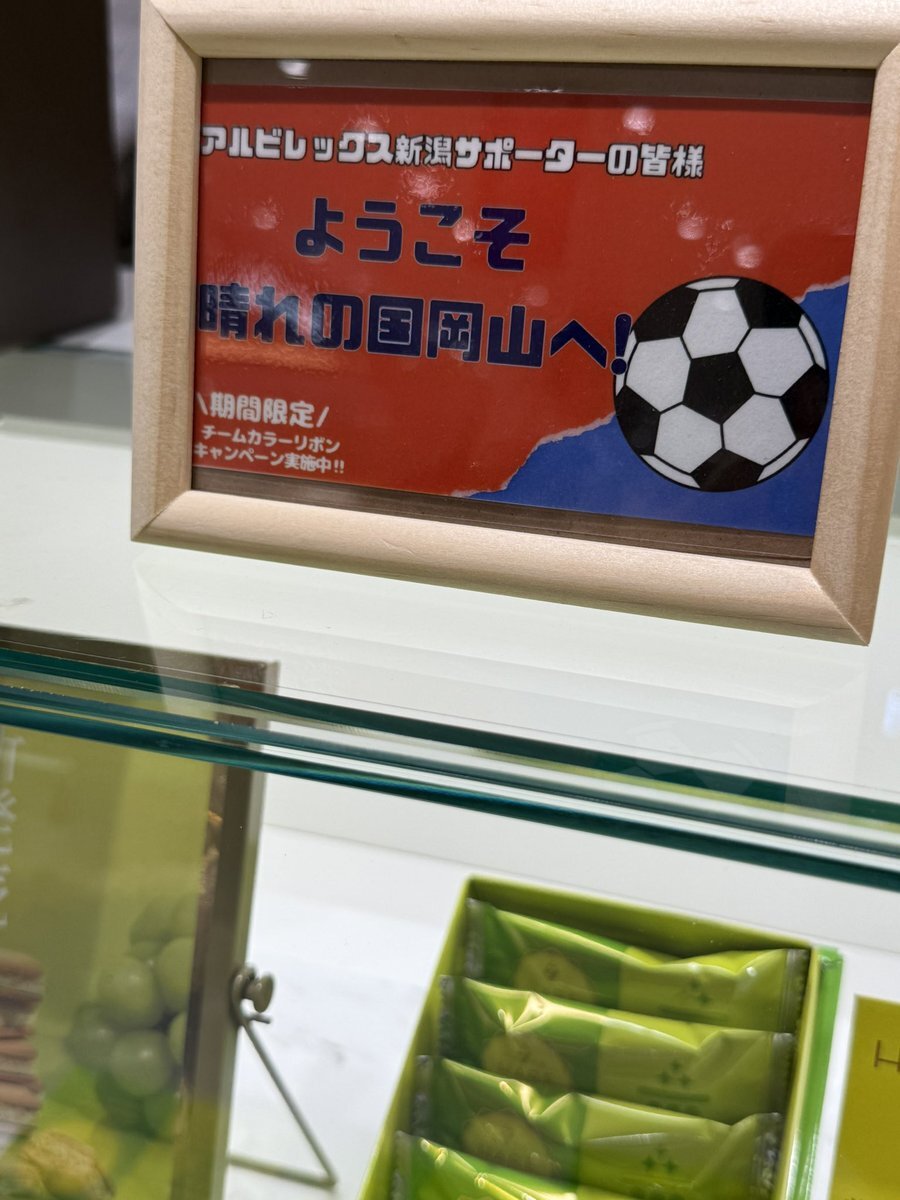 アルビレックス新潟サポーターの皆様
ようこそ
晴れの国岡山へ!
\期間限定/
チームカラーリボン
キャンペーン実施中!!